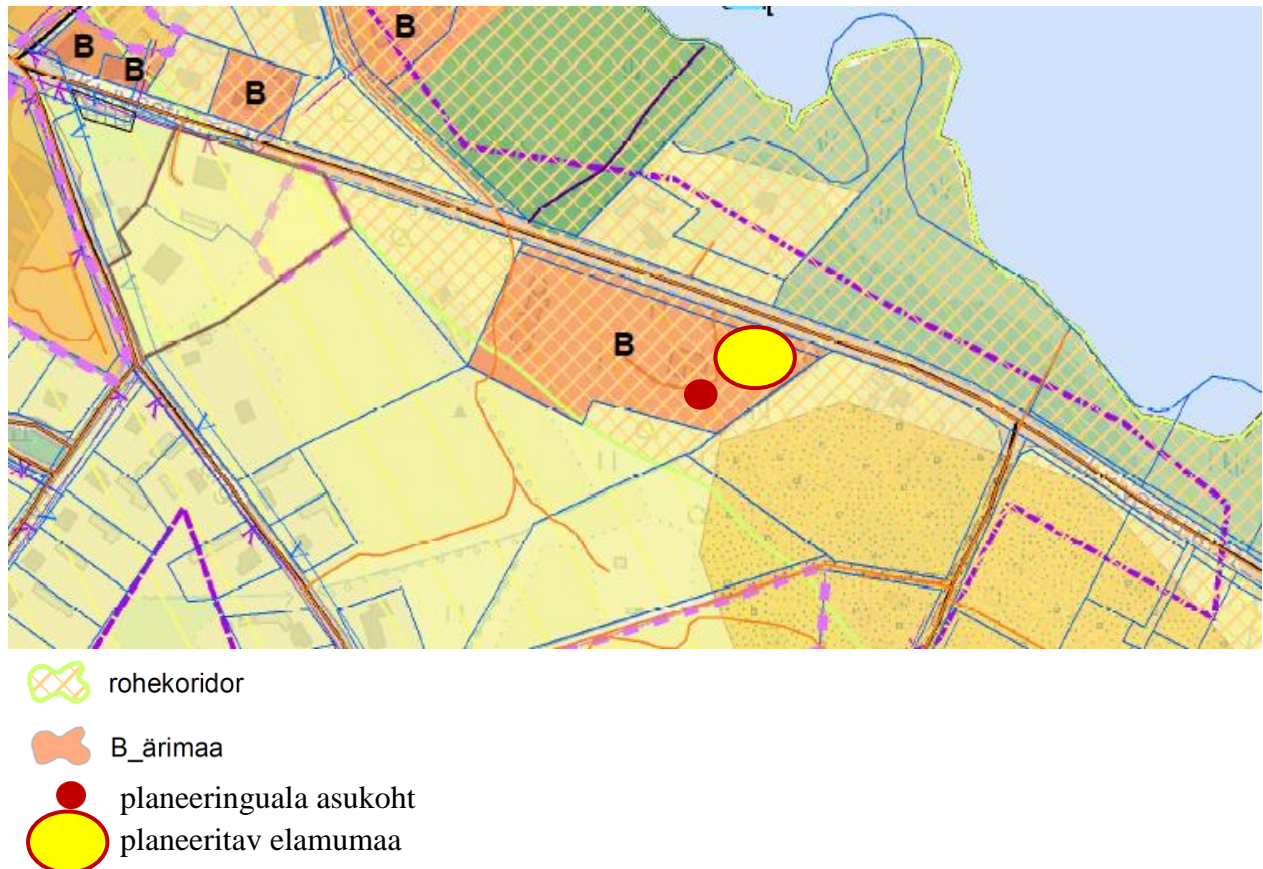 B
B
B
B
B
rohekoridor
B_ärimaa
planeeringuala asukoht
planeeritav elamumaa